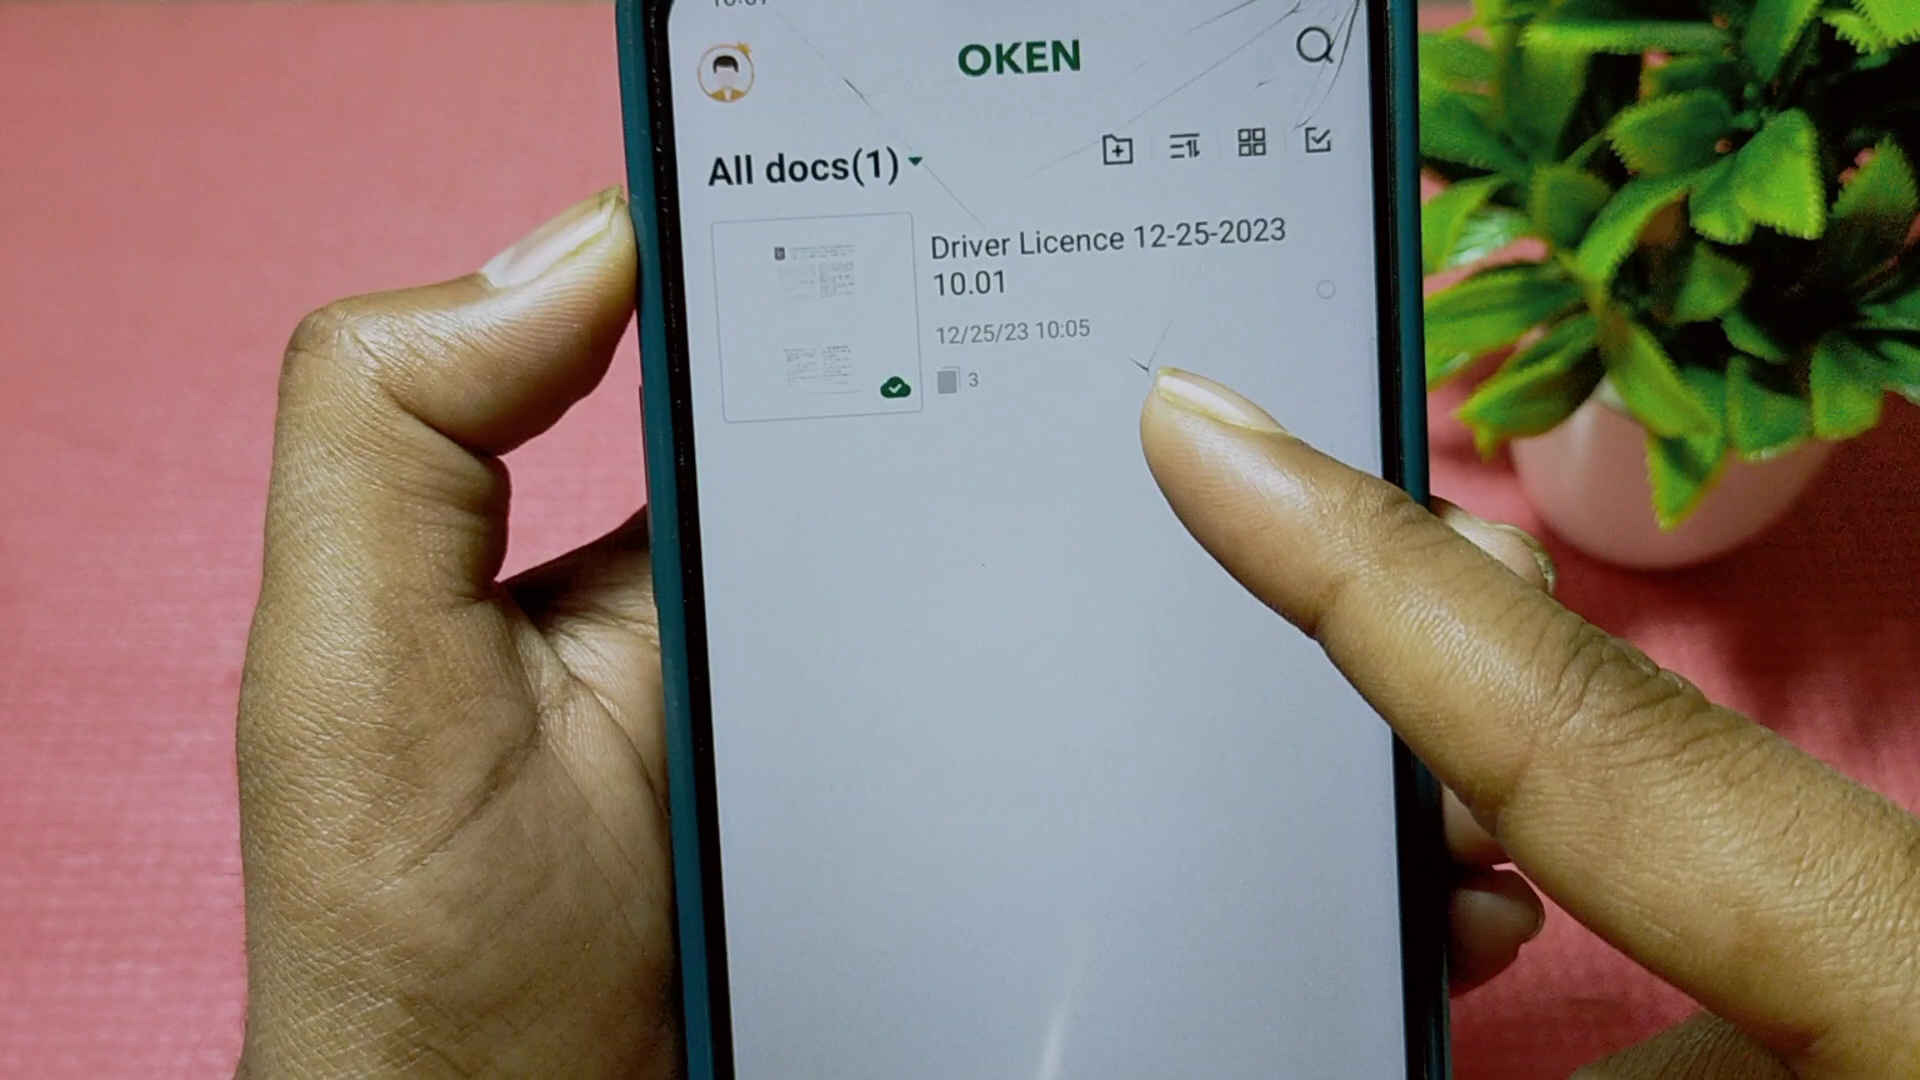 OKEN
All docs(1)
Driver Licence 12-25-2023
10.01
12/25/23 10:05
3